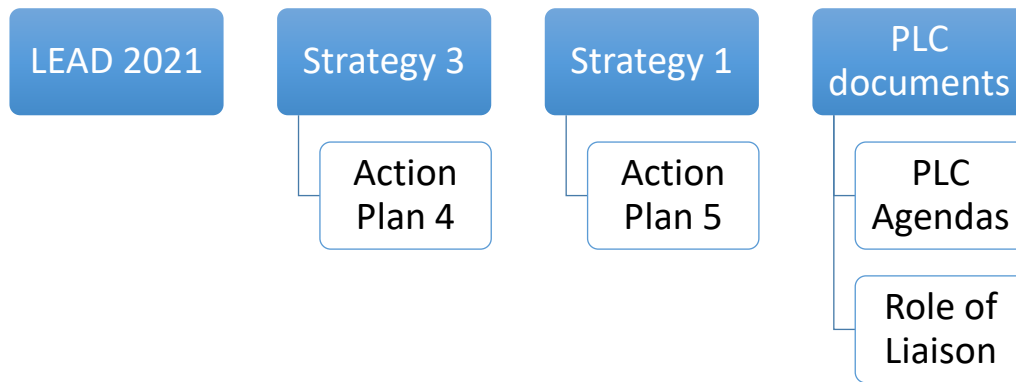 LEAD 2021
Strategy 3
Action
Plan 4
Strategy 1
Action
Plan 5
PLC
documents
PLC
Agendas
Role of
Liaison